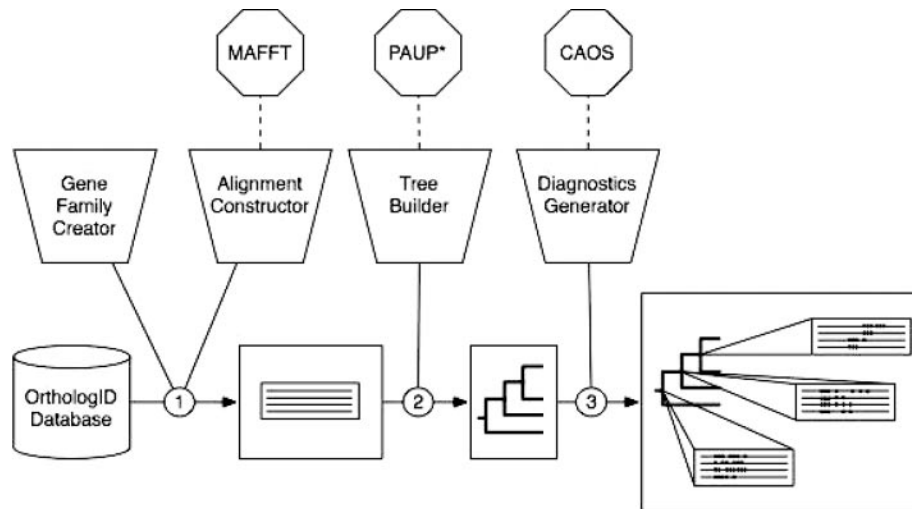 MAFFT
PAUP*
CAOS
Gene
Family
Creator
Alignment
Constructor
Tree
Builder
Diagnostics
Generator
OrthologID
Database
1
2
3